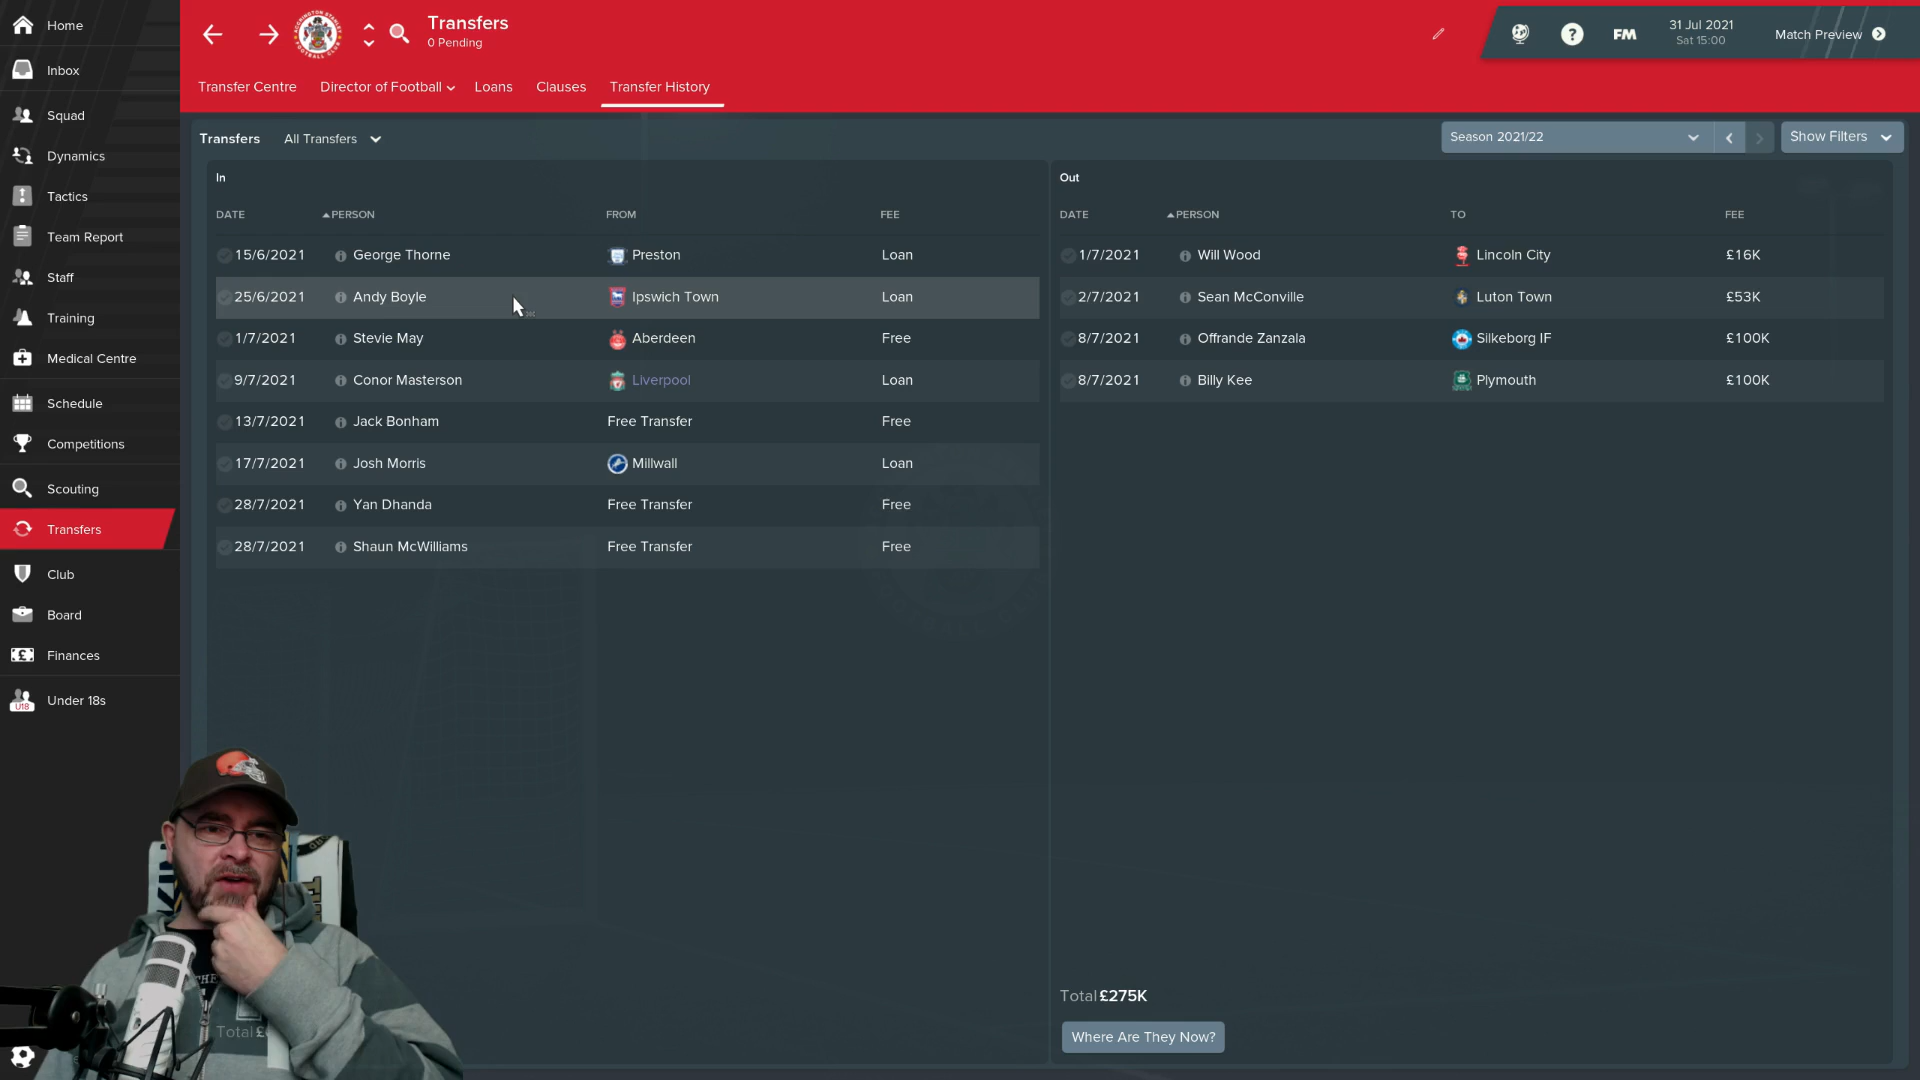 Home
Inbox
Squad
Dynamics
Tactics
Team Report
Staff
Training
Medical Centre
Schedule
Competitions
Scouting
Transfers
Club
Board
Finances
U18
Under 18s
Transfers
0 Pending
FM
31 Jul 2021
Sat 15:00
Match Preview
Transfer Centre
Director of Football
Loans
Clauses
Transfer History
Transfers All Transfers
Season 2021/22
Show Filters
In
DATE PERSON FROM FEE
15/6/2021 George Thorne Preston Loan
25/6/2021 Andy Boyle Ipswich Town Loan
1/7/2021 Stevie May Aberdeen Free
9/7/2021 Conor Masterson Liverpool Loan
13/7/2021 Jack Bonham Free Transfer Free
17/7/2021 Josh Morris Millwall Loan
28/7/2021 Yan Dhanda Free Transfer Free
28/7/2021 Shaun McWilliams Free Transfer Free
Total £
Out
DATE PERSON TO FEE
1/7/2021 Will Wood Lincoln City £16K
2/7/2021 Sean McConville Luton Town £53K
8/7/2021 Offrande Zanzala Silkeborg IF £100K
8/7/2021 Billy Kee Plymouth £100K
Total £275K
Where Are They Now?
THE